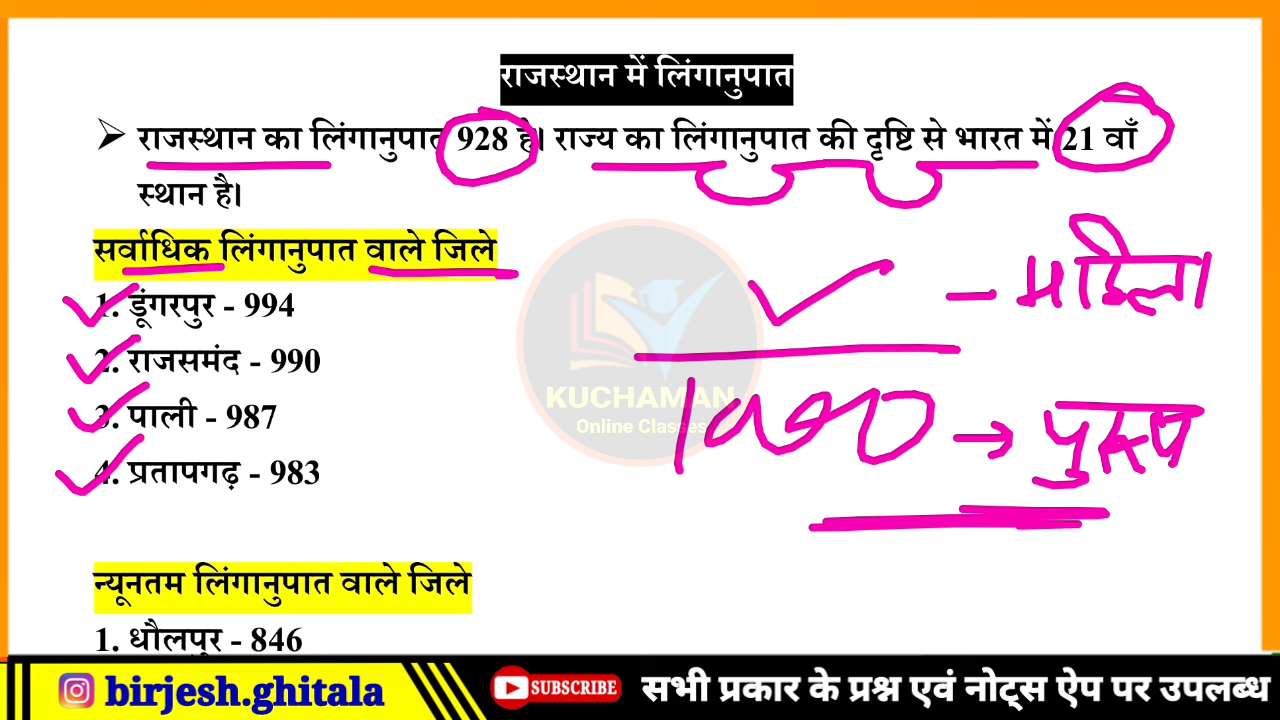 राजस्थान में लिंगानुपात
➢ राजस्थान का लिंगानुपात 928 है। राज्य का लिंगानुपात की दृष्टि से भारत में 21 वाँ
स्थान है।
सर्वाधिक लिंगानुपात वाले जिले
1. डूंगरपुर - 994
2. राजसमंद - 990
3. पाली - 987
4. प्रतापगढ़ - 983
– महिला
1000 → पुरुष
KUCHAMAN
Online Classes
न्यूनतम लिंगानुपात वाले जिले
1. धौलपुर - 846
birjesh.ghitala
SUBSCRIBE
सभी प्रकार के प्रश्न एवं नोट्स ऐप पर उपलब्ध